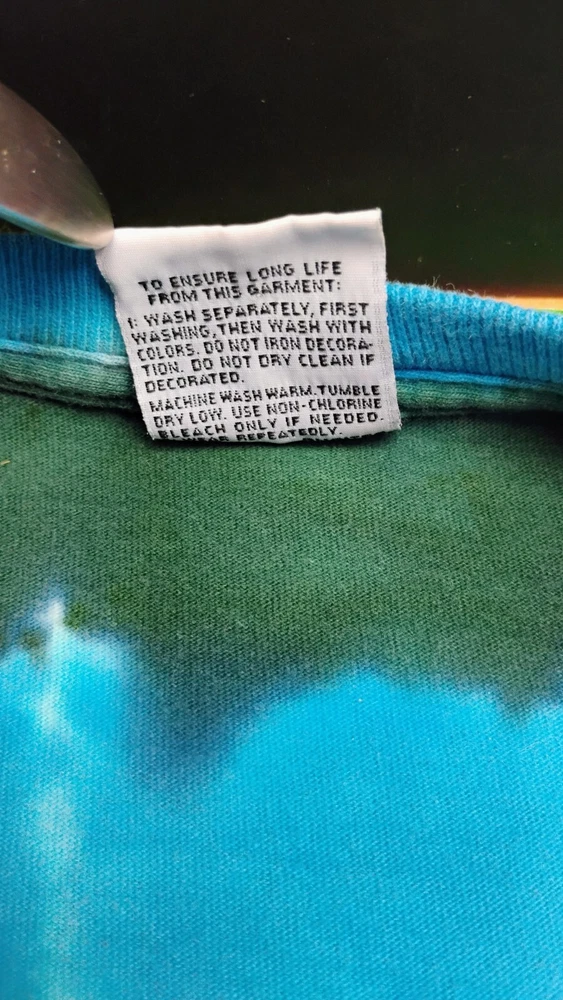 TO ENSURE LONG LIFE
FROM THIS GARMENT:
1: WASH SEPARATELY, FIRST
WASHING, THEN WASH WITH
COLORS. DO NOT IRON DECORA-
TION. DO NOT DRY CLEAN IF
DECORATED.
MACHINE WASH WARM. TUMBLE
DRY LOW. USE NON-CHLORINE
BLEACH ONLY IF NEEDED.
REPEATEDLY.